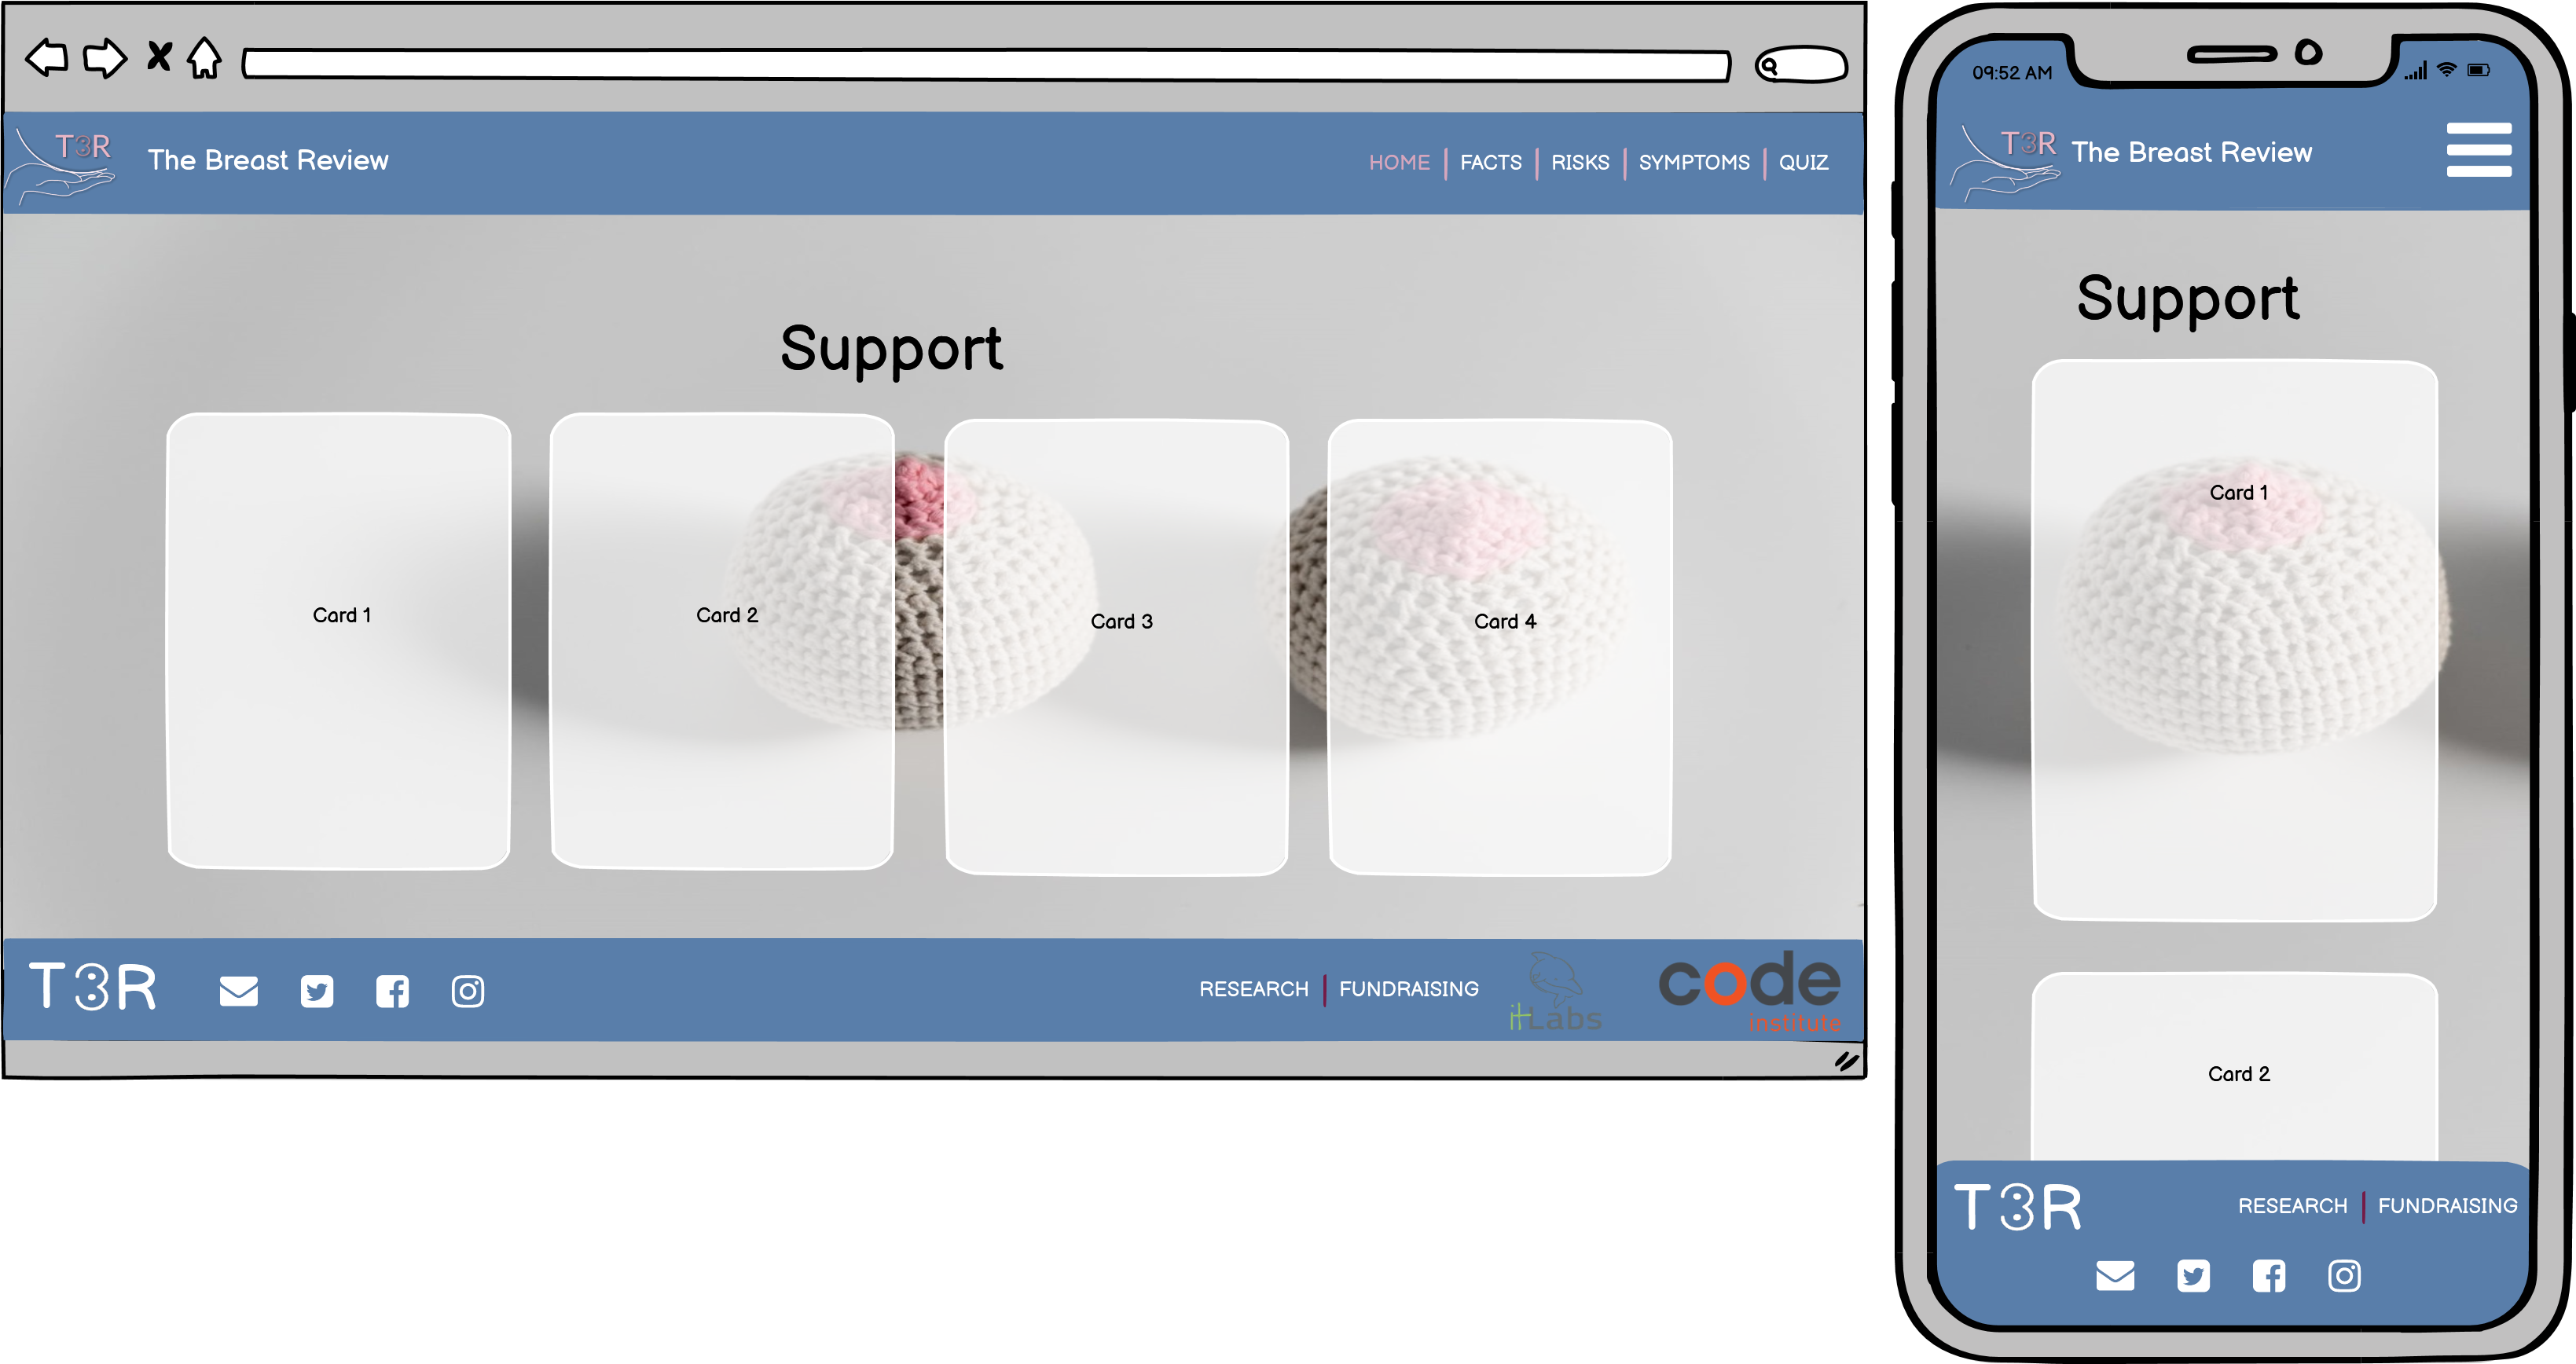 T3R
The Breast Review
HOME FACTS RISKS SYMPTOMS QUIZ
Support
Card 1
Card 2
Card 3
Card 4
T3R
RESEARCH FUNDRAISING
itLabs
code
institute
09:52 AM
T3R
The Breast Review
Support
Card 1
Card 2
T3R
RESEARCH FUNDRAISING